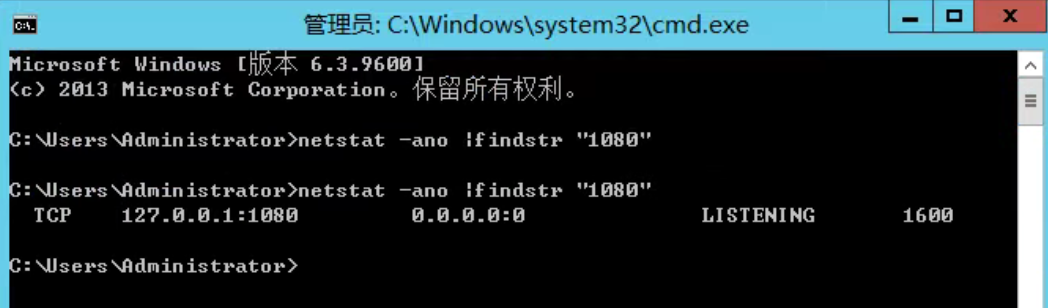 管理员: C:\Windows\system32\cmd.exe
Microsoft Windows [版本 6.3.9600]
(c) 2013 Microsoft Corporation。保留所有权利。
C:\Users\Administrator>netstat -ano |findstr "1080"
C:\Users\Administrator>netstat -ano |findstr "1080"
TCP 127.0.0.1:1080 0.0.0.0:0 LISTENING 1600
C:\Users\Administrator>